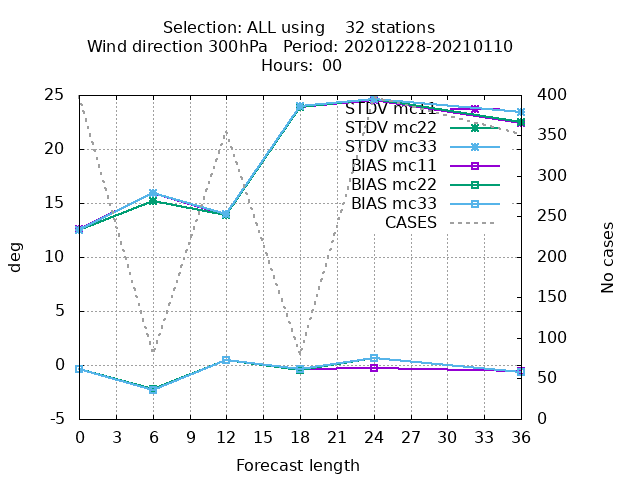 Selection: ALL using    32 stations
Wind direction 300hPa   Period: 20201228-20210110
Hours:  00
25
20
15
10
5
0
-5
deg
400
350
300
250
200
150
100
50
0
No cases
STDV mc11
STDV mc22
STDV mc33
BIAS mc11
BIAS mc22
BIAS mc33
CASES
0 3 6 9 12 15 18 21 24 27 30 33 36
Forecast length